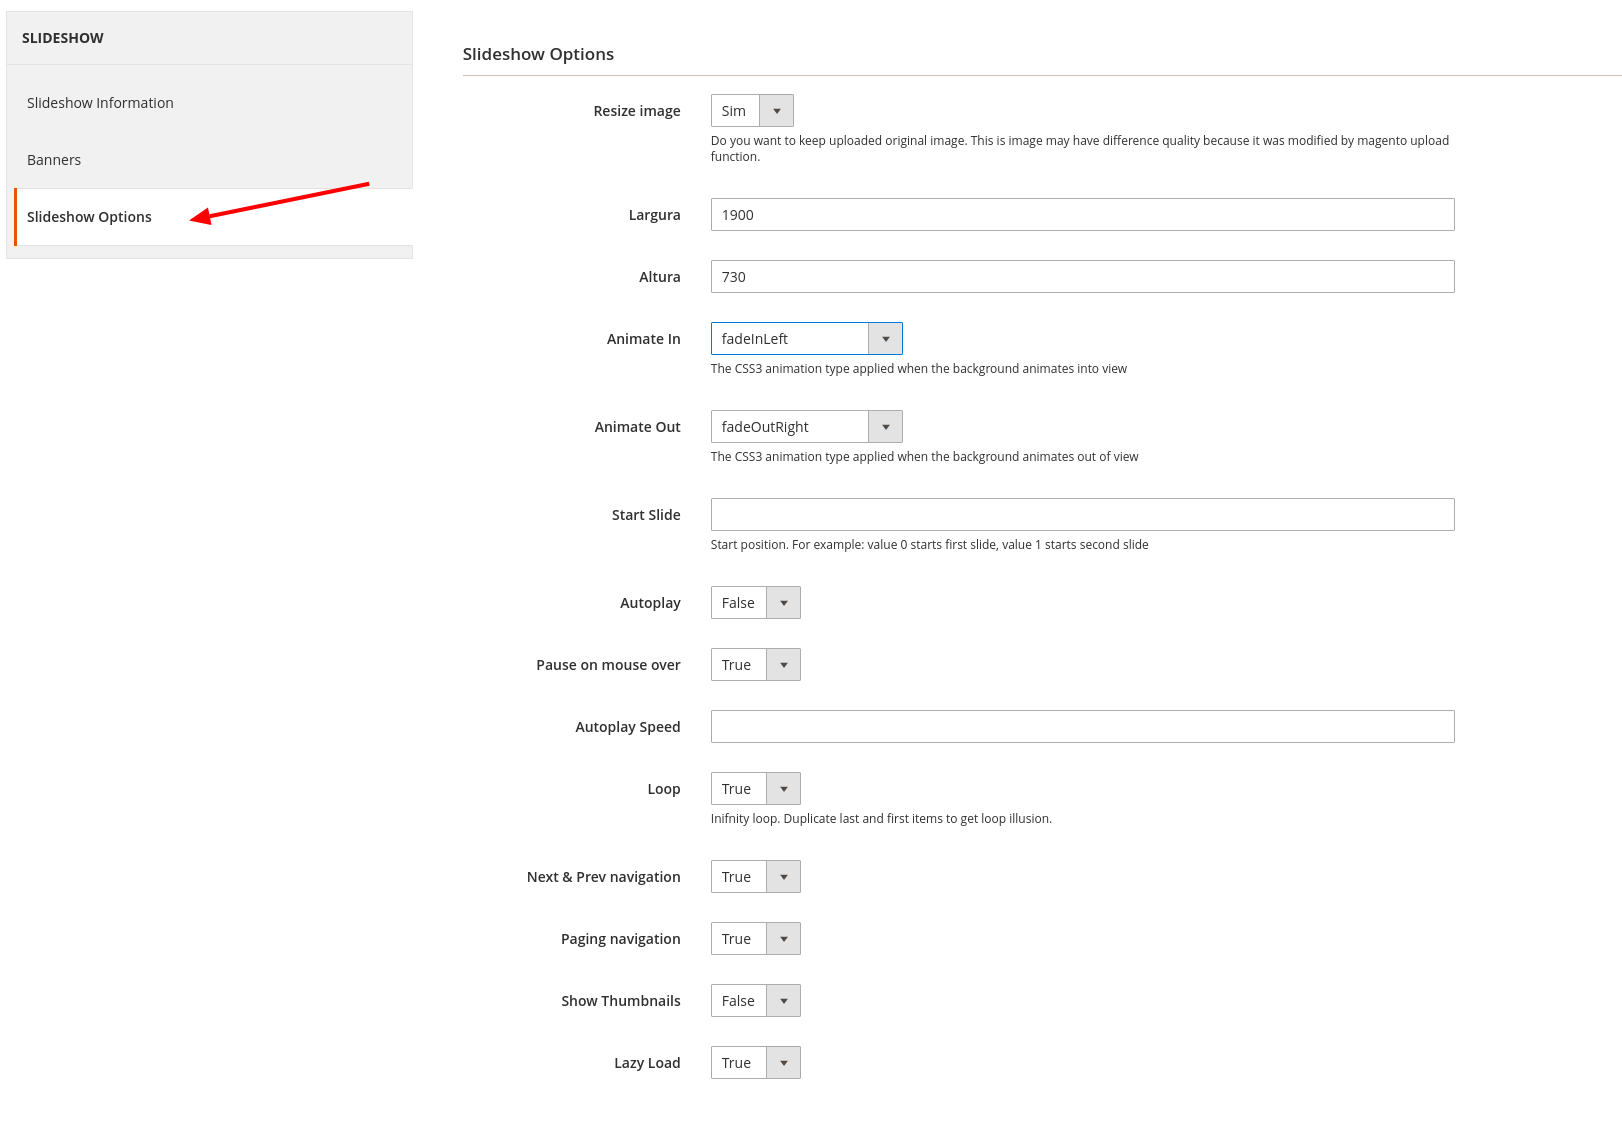 SLIDESHOW
Slideshow Information
Banners
Slideshow Options
Slideshow Options
Resize image
Sim
Do you want to keep uploaded original image. This is image may have difference quality because it was modified by magento upload
function.
Largura
1900
Altura
730
Animate In
fadeInLeft
The CSS3 animation type applied when the background animates into view
Animate Out
fadeOutRight
The CSS3 animation type applied when the background animates out of view
Start Slide
Start position. For example: value 0 starts first slide, value 1 starts second slide
Autoplay
False
Pause on mouse over
True
Autoplay Speed
Loop
True
Inifnity loop. Duplicate last and first items to get loop illusion.
Next & Prev navigation
True
Paging navigation
True
Show Thumbnails
False
Lazy Load
True